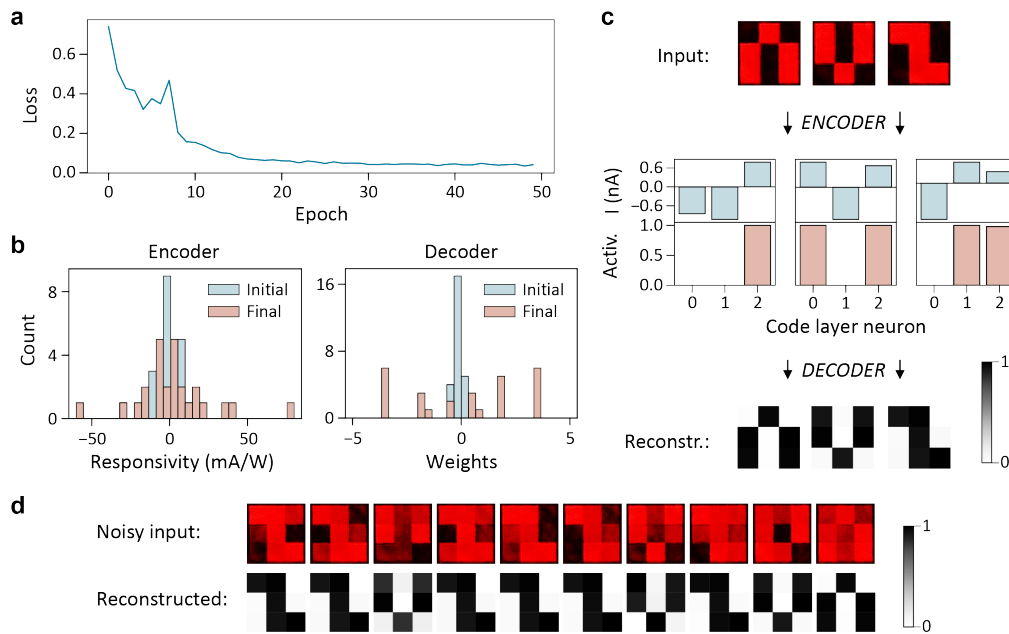 a
Loss
0.6
0.4
0.2
0.0
0 10 20 30 40 50
Epoch
b
Encoder
Count
8
4
0
Initial
Final
−50 0 50
Responsivity (mA/W)
Decoder
16
8
0
Initial
Final
−5 0 5
Weights
c
Input:
ENCODER
I (nA)
0.6
0.0
−0.6
Activ.
1.0
0.5
0.0
0 1 2 0 1 2 0 1 2
Code layer neuron
DECODER
Reconstr.:
1
0
d
Noisy input:
Reconstructed:
1
0